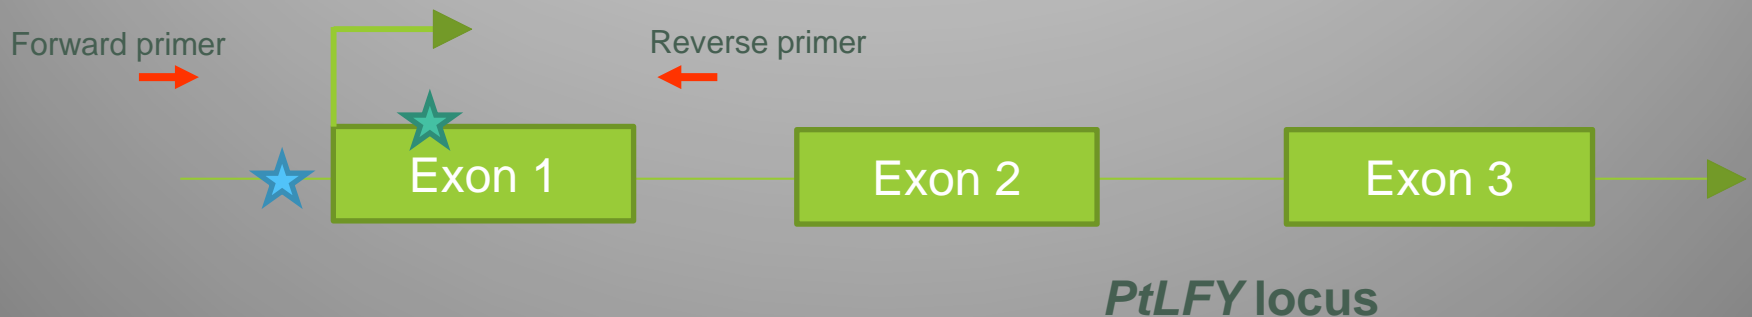 Forward primer
Reverse primer
Exon 1
Exon 2
Exon 3
PtLFY locus